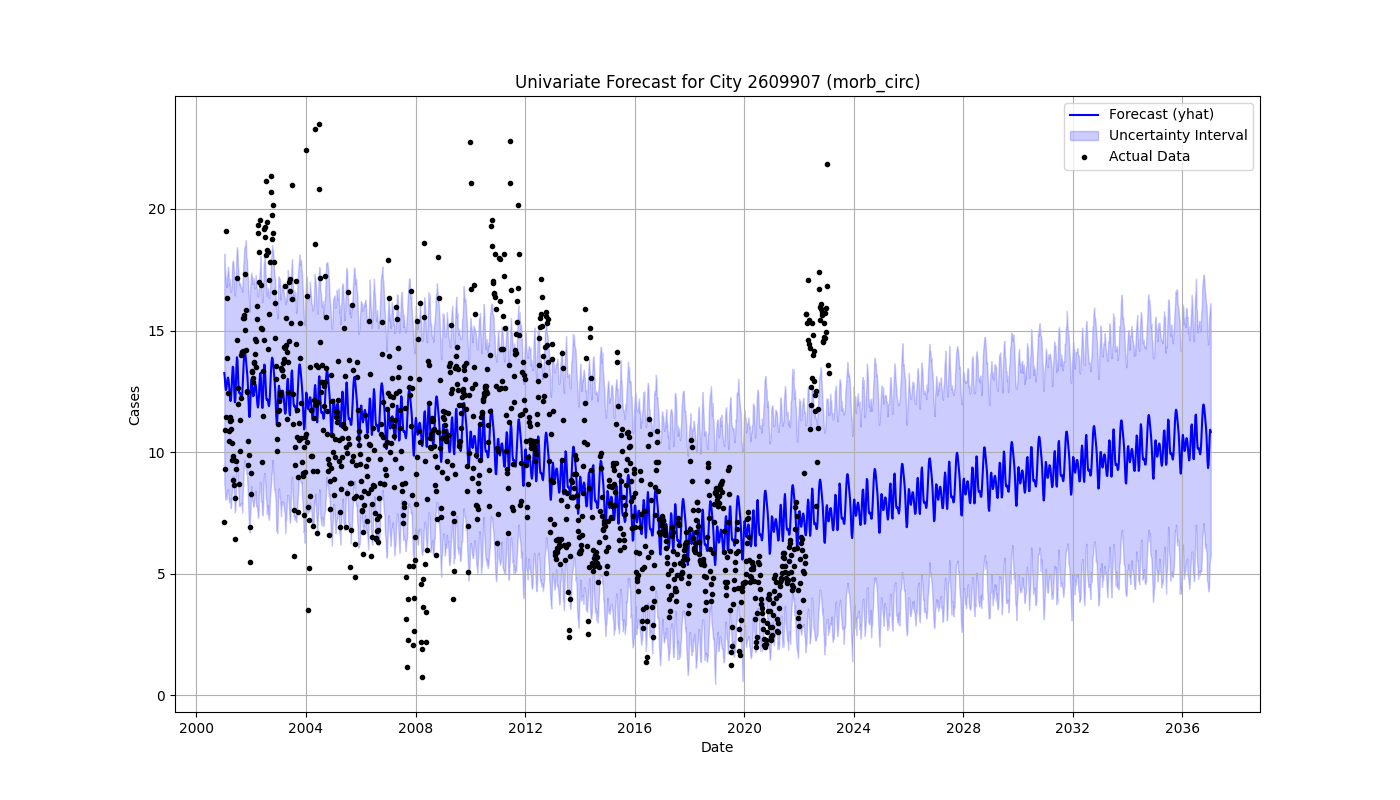 Univariate Forecast for City 2609907 (morb_circ)
Forecast (yhat)
Uncertainty Interval
Actual Data
Cases
20
15
10
5
0
2000 2004 2008 2012 2016 2020 2024 2028 2032 2036
Date